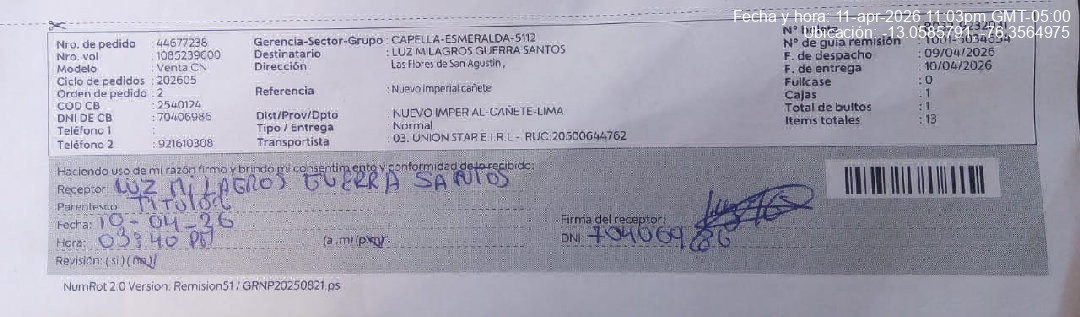 Fecha y hora: 11-apr-2026 11:03pm GMT-05:00
Ubicación: -13.0585791,-76.3564975
Nro. de pedido : 44677236
Nro. vol : 1085239000
Modelo : Venta CN
Ciclo de pedidos : 202605
Orden de pedido : 2
COD CB : 2540124
DNI DE CB : 70406986
Teléfono 1 :
Teléfono 2 : 921610308
Gerencia-Sector-Grupo : CAPELLA-ESMERALDA-5112
Destinatario : LUZ MILAGROS GUERRA SANTOS
Dirección : Las Flores de San Agustin,
Referencia : Nuevo imperial cañete
Dist/Prov/Dpto NUEVO IMPERIAL-CAÑETE-LIMA
Tipo / Entrega Normal
Transportista : 03. UNION STAR E.I.R.L - RUC:20500644762
N° de guía remisión
F. de despacho : 09/04/2026
F. de entrega : 10/04/2026
Fullcase : 0
Cajas : 1
Total de bultos : 1
Items totales : 13
Haciendo uso de mi razón firmo y brindo mi consentimiento y conformidad de lo recibido:
Receptor: LUZ MILAGROS GUERRA SANTOS
Parentesco: TITULAR
Fecha: 10-04-26
Hora: 03:40 PM (a.m/p.m)
Revisión: (si) (no)
Firma del receptor:
DNI: 70406986
NumRot 2.0 Version: Remision51 / GRNP20250821.ps